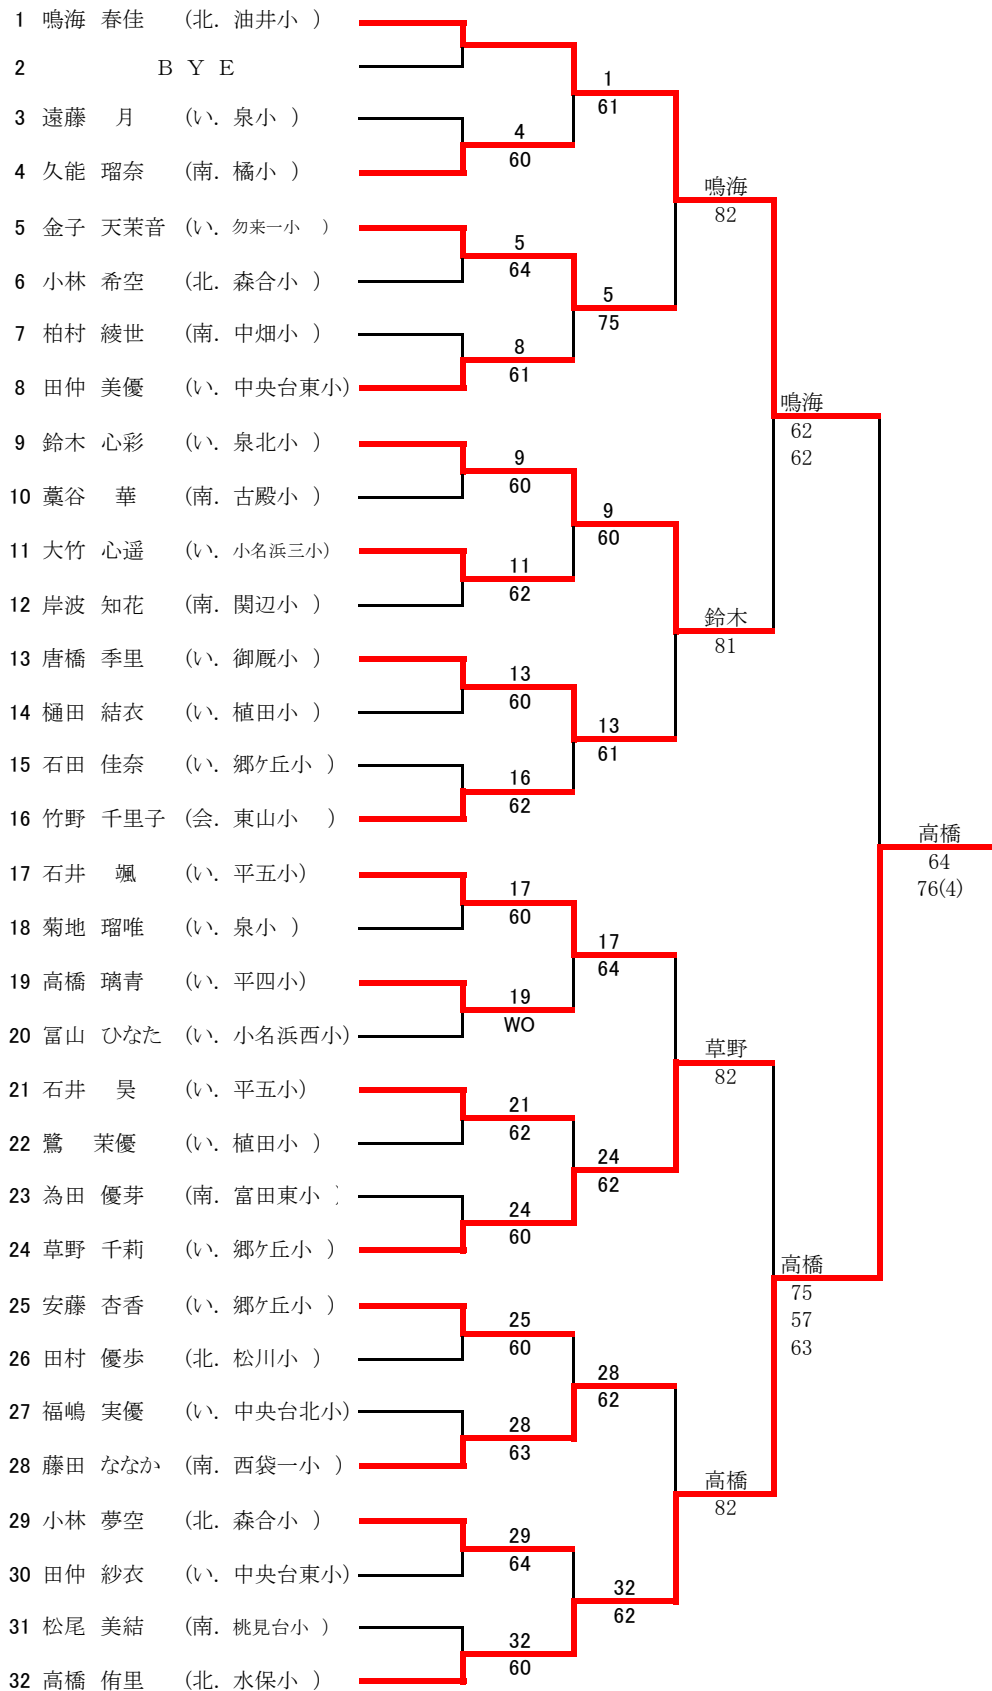 1 鳴海 春佳 (北. 油井小 )
2 B Y E
3 遠藤 月 (い. 泉小 )
4 久能 瑠奈 (南. 橘小 )
5 金子 天茉音 (い. 勿来一小 )
6 小林 希空 (北. 森合小 )
7 柏村 綾世 (南. 中畑小 )
8 田仲 美優 (い. 中央台東小)
9 鈴木 心彩 (い. 泉北小 )
10 藁谷 華 (南. 古殿小 )
11 大竹 心遥 (い. 小名浜三小)
12 岸波 知花 (南. 関辺小 )
13 唐橋 季里 (い. 御厩小 )
14 樋田 結衣 (い. 植田小 )
15 石田 佳奈 (い. 郷ケ丘小 )
16 竹野 千里子 (会. 東山小 )
17 石井 颯 (い. 平五小)
18 菊地 瑠唯 (い. 泉小 )
19 高橋 璃青 (い. 平四小)
20 冨山 ひなた (い. 小名浜西小)
21 石井 昊 (い. 平五小)
22 鷺 茉優 (い. 植田小 )
23 為田 優芽 (南. 富田東小 )
24 草野 千莉 (い. 郷ケ丘小 )
25 安藤 杏香 (い. 郷ケ丘小 )
26 田村 優歩 (北. 松川小 )
27 福嶋 実優 (い. 中央台北小)
28 藤田 ななか (南. 西袋一小 )
29 小林 夢空 (北. 森合小 )
30 田仲 紗衣 (い. 中央台東小)
31 松尾 美結 (南. 桃見台小 )
32 高橋 侑里 (北. 水保小 )
4
60
5
64
8
61
9
60
11
62
13
60
16
62
17
60
19
WO
21
62
24
60
25
60
28
63
29
64
32
60
1
61
5
75
9
60
13
61
17
64
24
62
28
62
32
62
鳴海
82
鈴木
81
草野
82
高橋
82
鳴海
62
62
高橋
75
57
63
高橋
64
76(4)